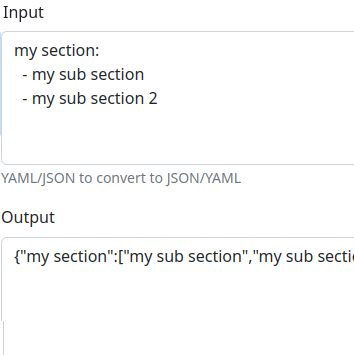 Input
my section:
- my sub section
- my sub section 2
YAML/JSON to convert to JSON/YAML
Output
{"my section":["my sub section","my sub secti